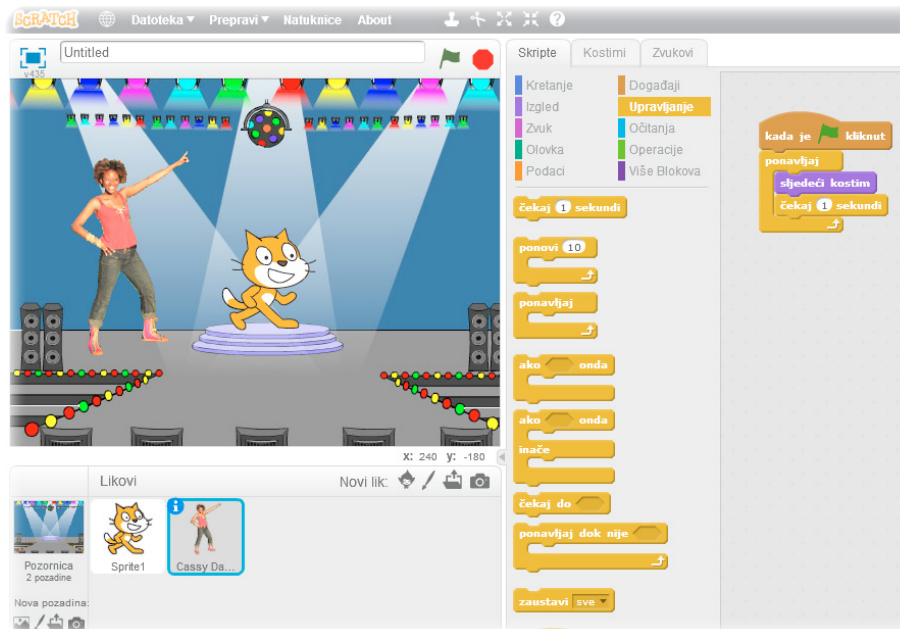 SCRATCH Datoteka Prepravi Natuknice About
Untitled
v435
X: 240 y: -180
Likovi
Novi lik:
Pozornica
2 pozadine
Sprite1
Cassy Da...
Nova pozadina:
Skripte Kostimi Zvukovi
Kretanje
Izgled
Zvuk
Olovka
Podaci
Događaji
Upravljanje
Očitanja
Operacije
Više Blokova
čekaj 1 sekundi
ponovi 10
ponavljaj
ako onda
ako onda
inače
čekaj do
ponavljaj dok nije
zaustavi sve
kada je kliknut
ponavljaj
sljedeći kostim
čekaj 1 sekundi